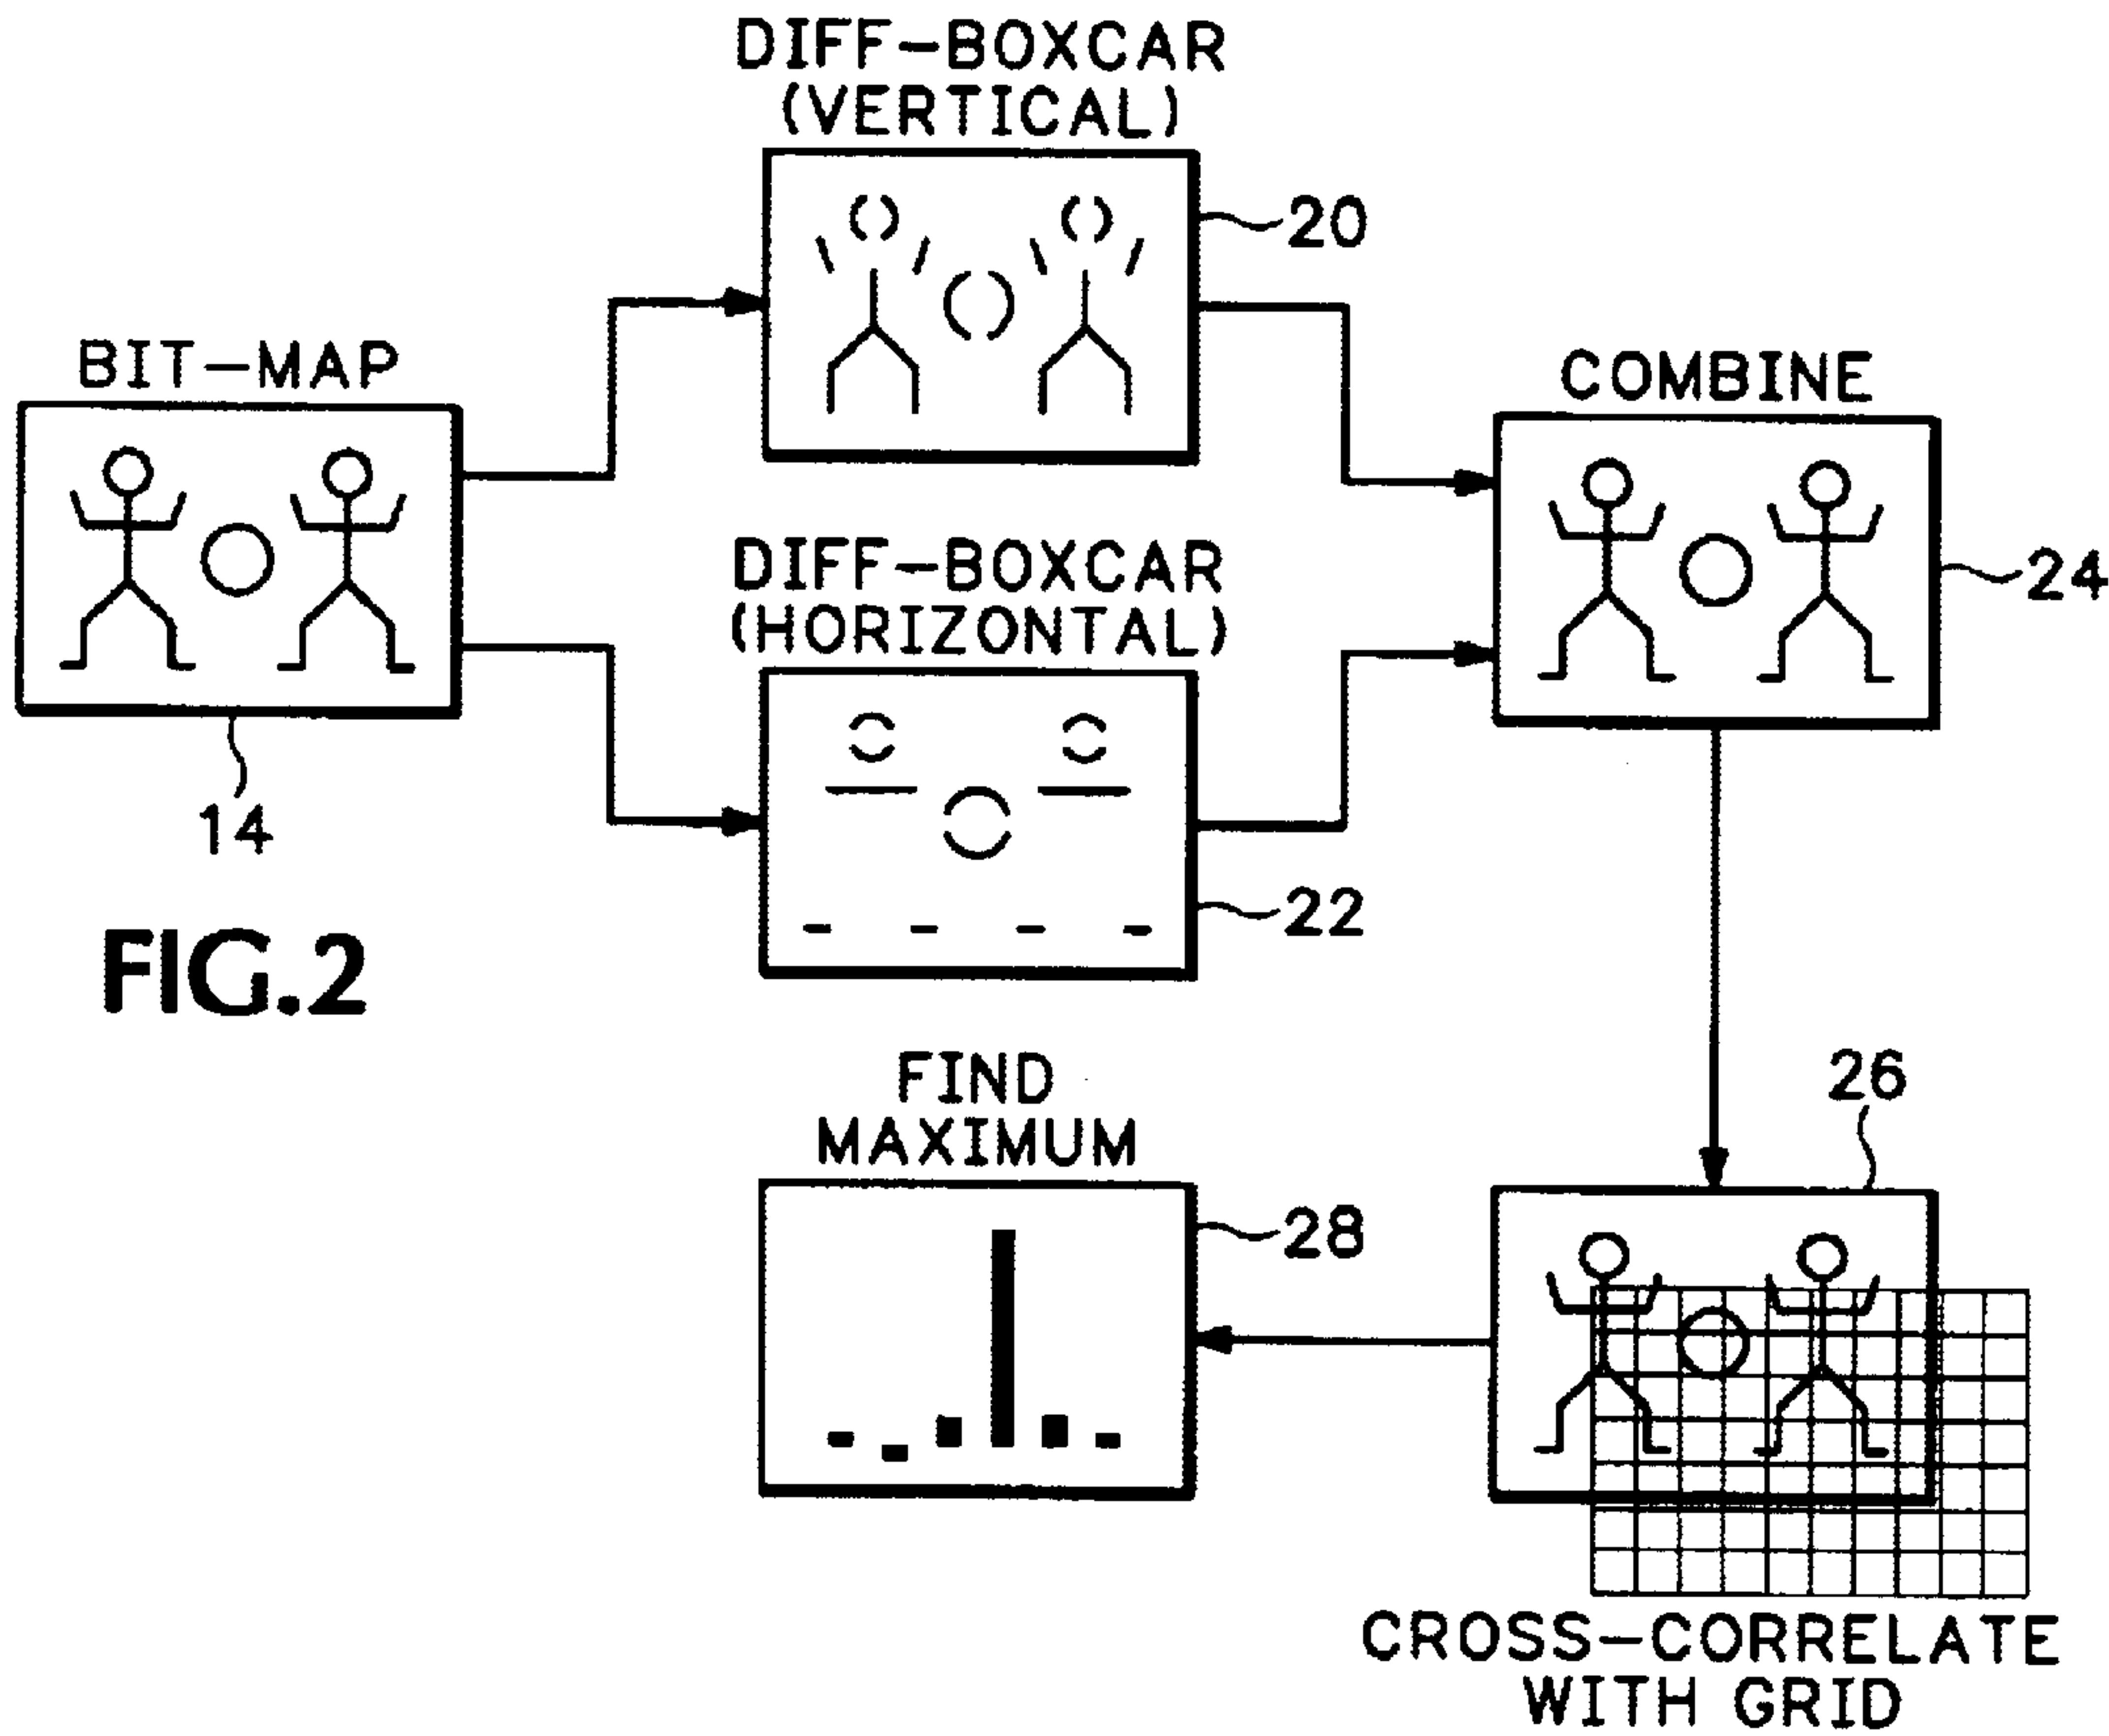 DIFF-BOXCAR
(VERTICAL)
20
BIT-MAP
14
COMBINE
24
DIFF-BOXCAR
(HORIZONTAL)
22
FIG.2
FIND
MAXIMUM
28
26
CROSS-CORRELATE
WITH GRID